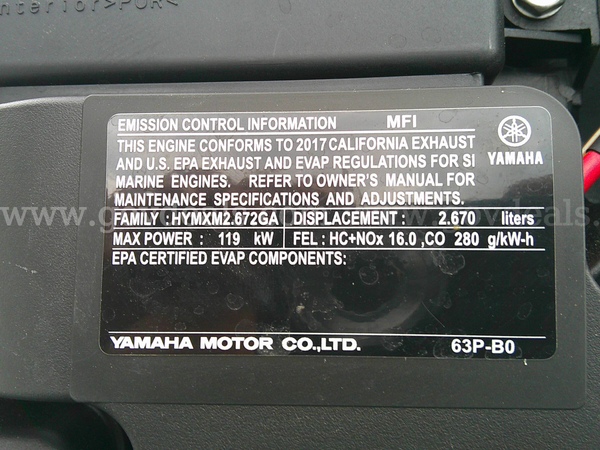 nterior>PUR<
EMISSION CONTROL INFORMATION MFI
THIS ENGINE CONFORMS TO 2017 CALIFORNIA EXHAUST
AND U.S. EPA EXHAUST AND EVAP REGULATIONS FOR SI
MARINE ENGINES. REFER TO OWNER'S MANUAL FOR
MAINTENANCE SPECIFICATIONS AND ADJUSTMENTS.
YAMAHA
FAMILY : HYMXM2.672GA DISPLACEMENT : 2.670 liters
MAX POWER : 119 kW FEL : HC+NOx 16.0 ,CO 280 g/kW-h
EPA CERTIFIED EVAP COMPONENTS:
YAMAHA MOTOR CO.,LTD. 63P-B0